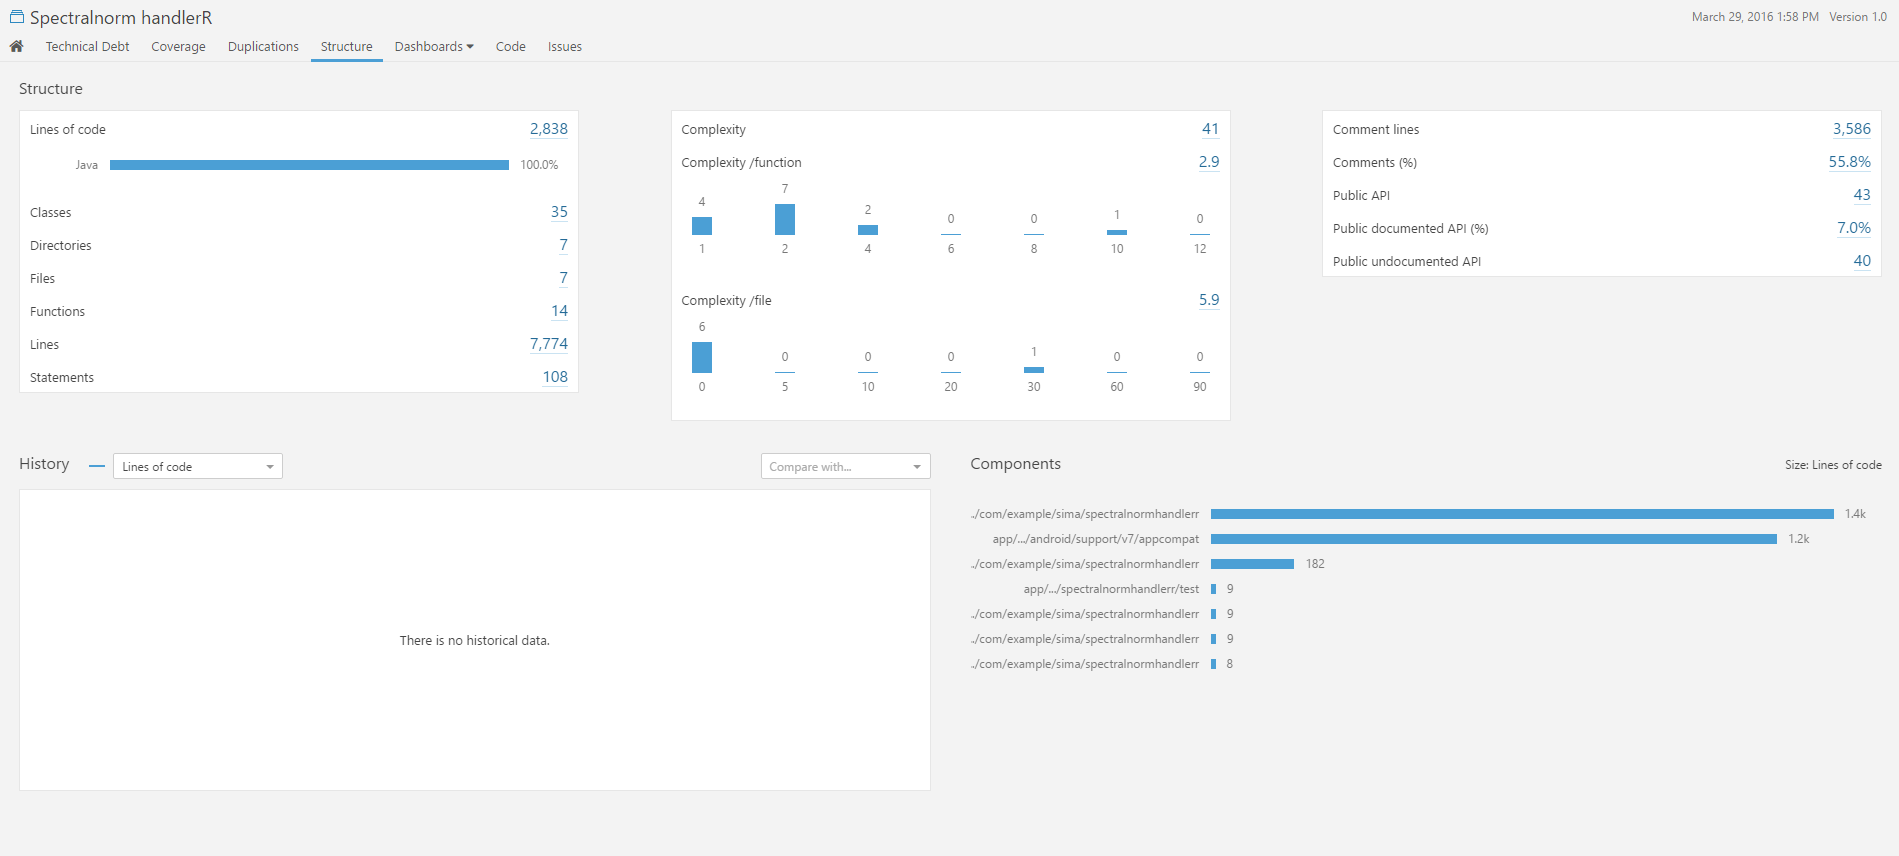 Spectralnorm handlerR
March 29, 2016 1:58 PM Version 1.0
Technical Debt Coverage Duplications Structure Dashboards Code Issues
Structure
Lines of code 2,838
Java 100.0%
Classes 35
Directories 7
Files 7
Functions 14
Lines 7,774
Statements 108
Complexity 41
Complexity /function 2.9
4 7 2 0 0 1 0
1 2 4 6 8 10 12
Complexity /file 5.9
6 0 0 0 1 0 0
0 5 10 20 30 60 90
Comment lines 3,586
Comments (%) 55.8%
Public API 43
Public documented API (%) 7.0%
Public undocumented API 40
History Lines of code Compare with...
There is no historical data.
Components Size: Lines of code
../com/example/sima/spectralnormhandlerr 1.4k
app/.../android/support/v7/appcompat 1.2k
../com/example/sima/spectralnormhandlerr 182
app/.../spectralnormhandlerr/test 9
../com/example/sima/spectralnormhandlerr 9
../com/example/sima/spectralnormhandlerr 9
../com/example/sima/spectralnormhandlerr 8